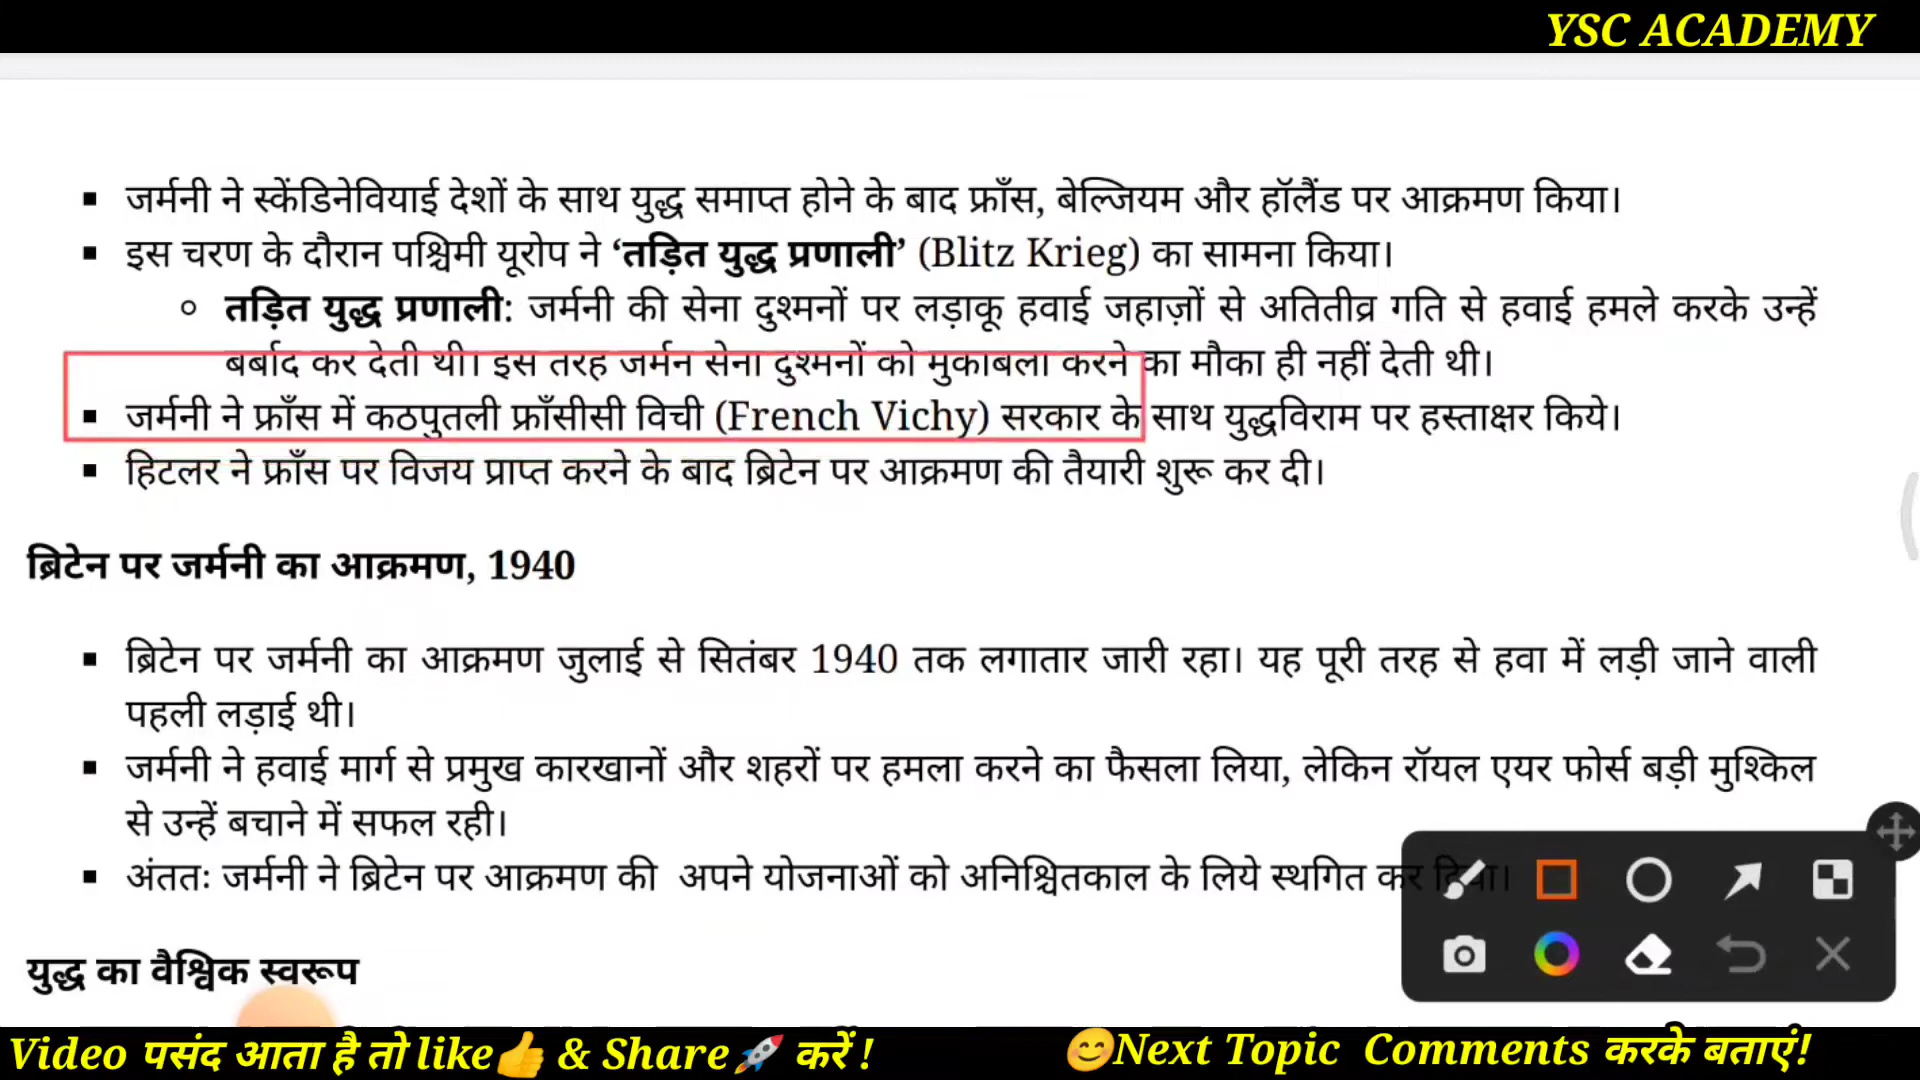 YSC ACADEMY
▪ जर्मनी ने स्केंडिनेवियाई देशों के साथ युद्ध समाप्त होने के बाद फ्राँस, बेल्जियम और हॉलैंड पर आक्रमण किया।
▪ इस चरण के दौरान पश्चिमी यूरोप ने ‘तड़ित युद्ध प्रणाली’ (Blitz Krieg) का सामना किया।
○ तड़ित युद्ध प्रणाली: जर्मनी की सेना दुश्मनों पर लड़ाकू हवाई जहाज़ों से अतितीव्र गति से हवाई हमले करके उन्हें
बर्बाद कर देती थी। इस तरह जर्मन सेना दुश्मनों को मुकाबला करने का मौका ही नहीं देती थी।
▪ जर्मनी ने फ्राँस में कठपुतली फ्राँसीसी विची (French Vichy) सरकार के साथ युद्धविराम पर हस्ताक्षर किये।
▪ हिटलर ने फ्राँस पर विजय प्राप्त करने के बाद ब्रिटेन पर आक्रमण की तैयारी शुरू कर दी।
ब्रिटेन पर जर्मनी का आक्रमण, 1940
▪ ब्रिटेन पर जर्मनी का आक्रमण जुलाई से सितंबर 1940 तक लगातार जारी रहा। यह पूरी तरह से हवा में लड़ी जाने वाली
पहली लड़ाई थी।
▪ जर्मनी ने हवाई मार्ग से प्रमुख कारखानों और शहरों पर हमला करने का फैसला लिया, लेकिन रॉयल एयर फोर्स बड़ी मुश्किल
से उन्हें बचाने में सफल रही।
▪ अंततः जर्मनी ने ब्रिटेन पर आक्रमण की अपने योजनाओं को अनिश्चितकाल के लिये स्थगित कर दिया।
युद्ध का वैश्विक स्वरूप
Video पसंद आता है तो like👍 & Share🚀 करें !
😊Next Topic Comments करके बताएं!